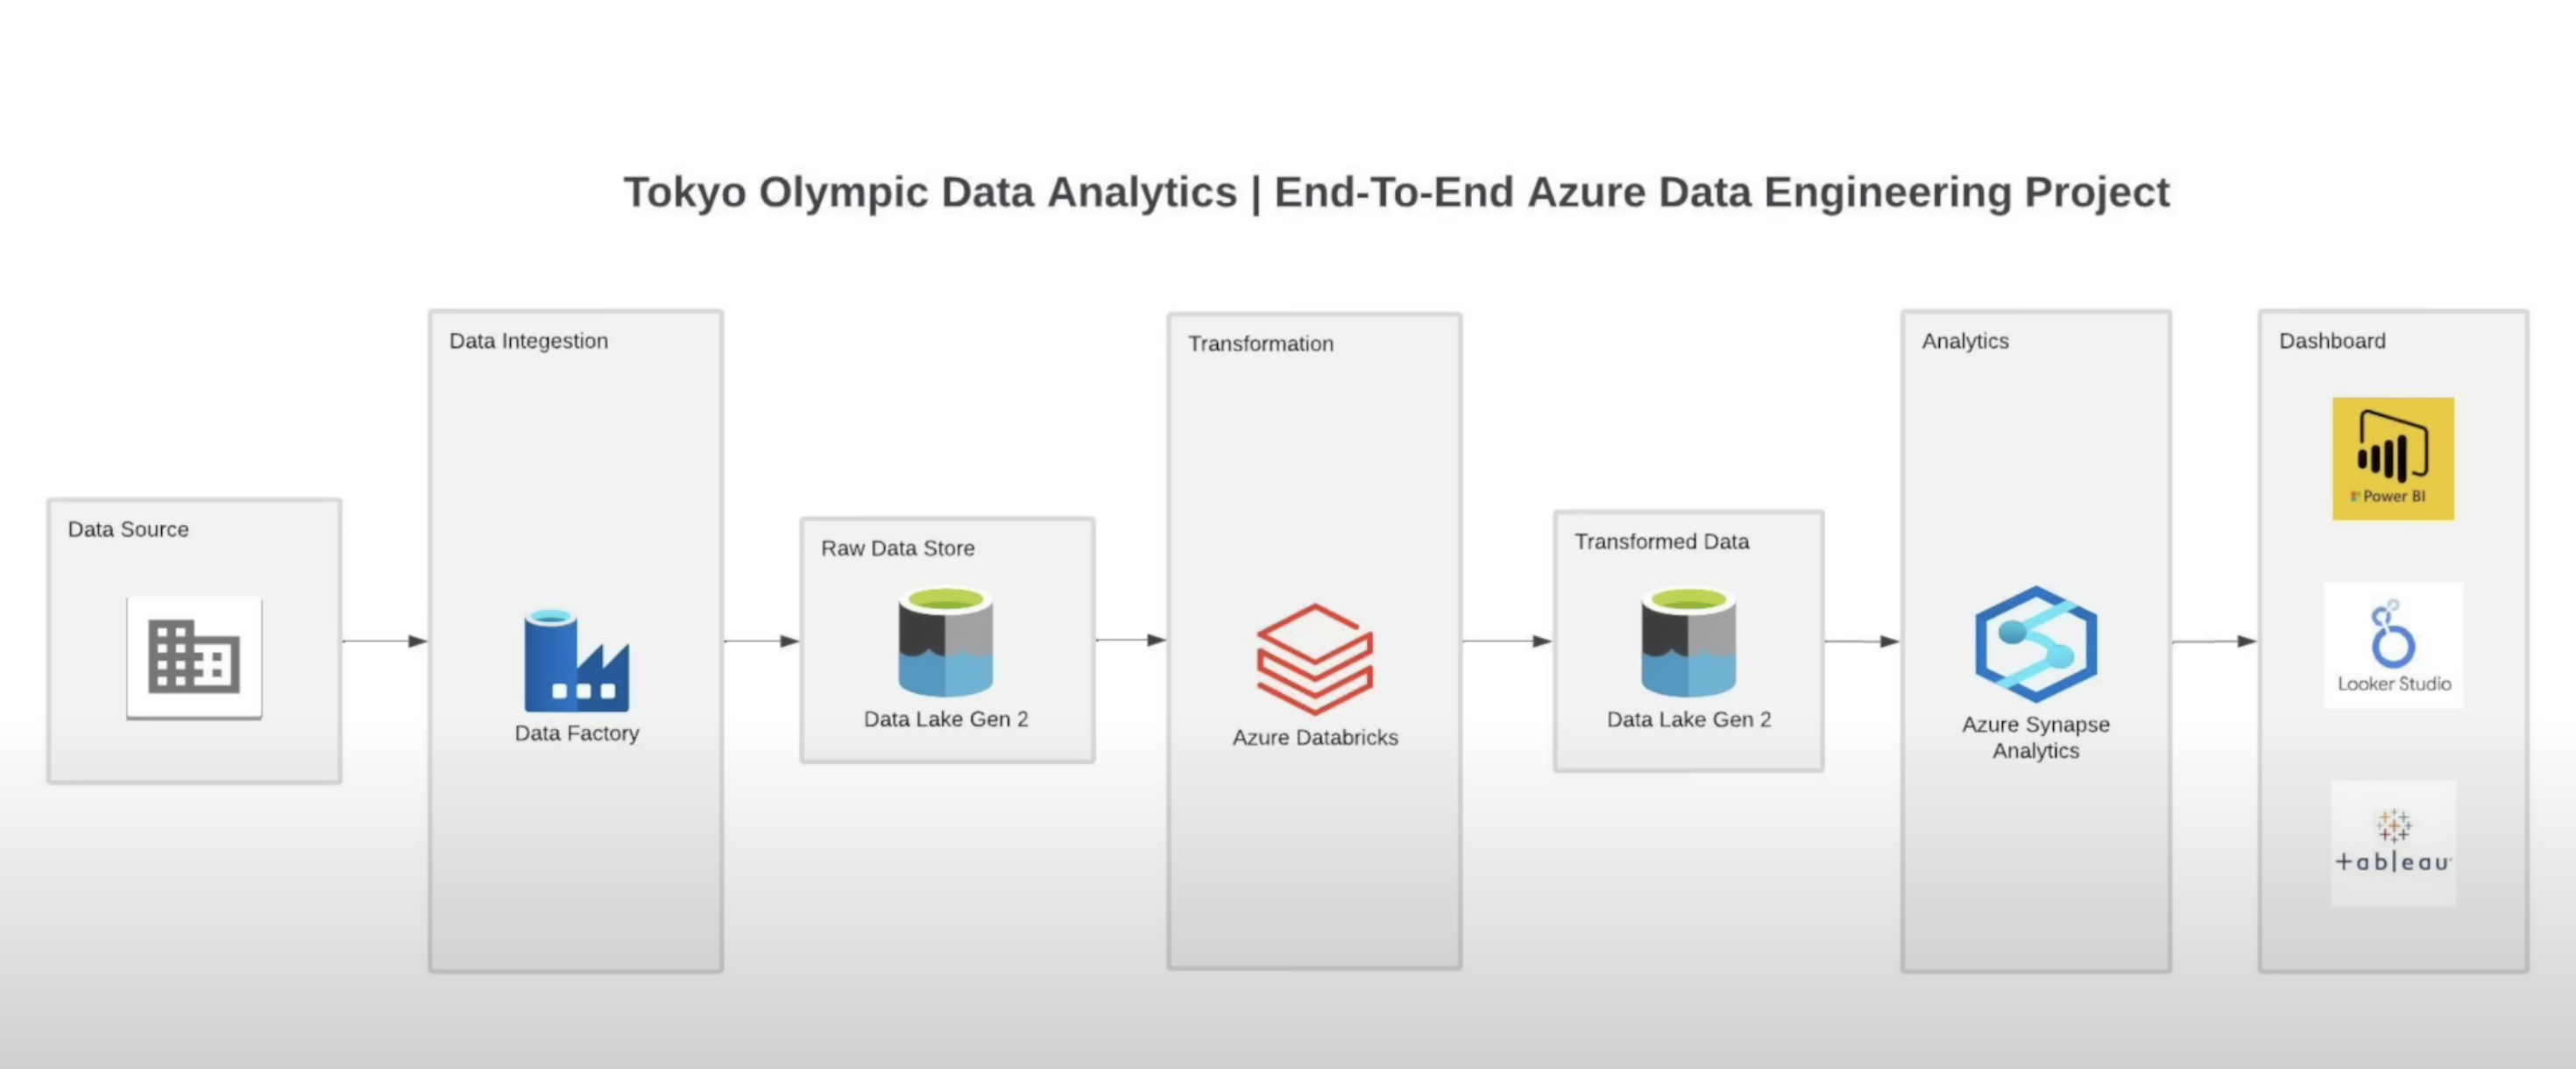 Tokyo Olympic Data Analytics | End-To-End Azure Data Engineering Project
Data Source
Data Integestion
Data Factory
Raw Data Store
Data Lake Gen 2
Transformation
Azure Databricks
Transformed Data
Data Lake Gen 2
Analytics
Azure Synapse
Analytics
Dashboard
Power BI
Looker Studio
+ableau